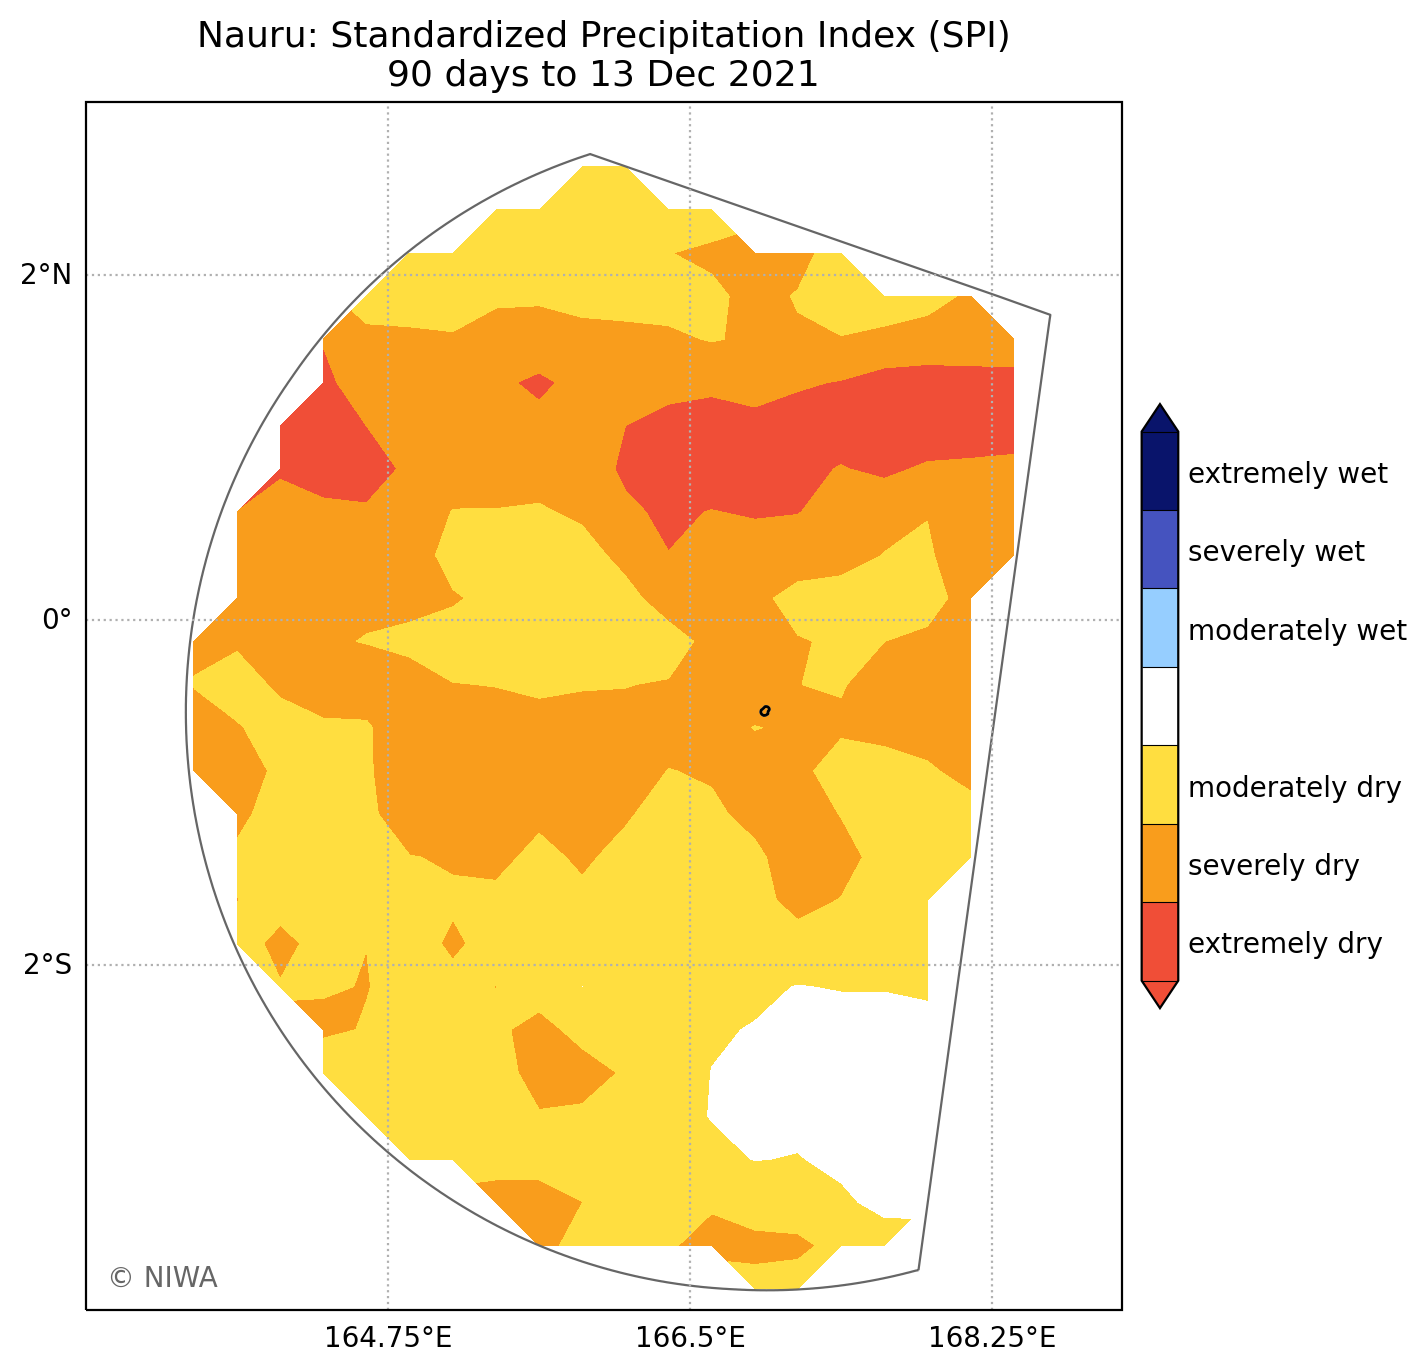 Nauru: Standardized Precipitation Index (SPI)
90 days to 13 Dec 2021
2°N
0°
2°S
164.75°E
166.5°E
168.25°E
© NIWA
extremely wet
severely wet
moderately wet
moderately dry
severely dry
extremely dry